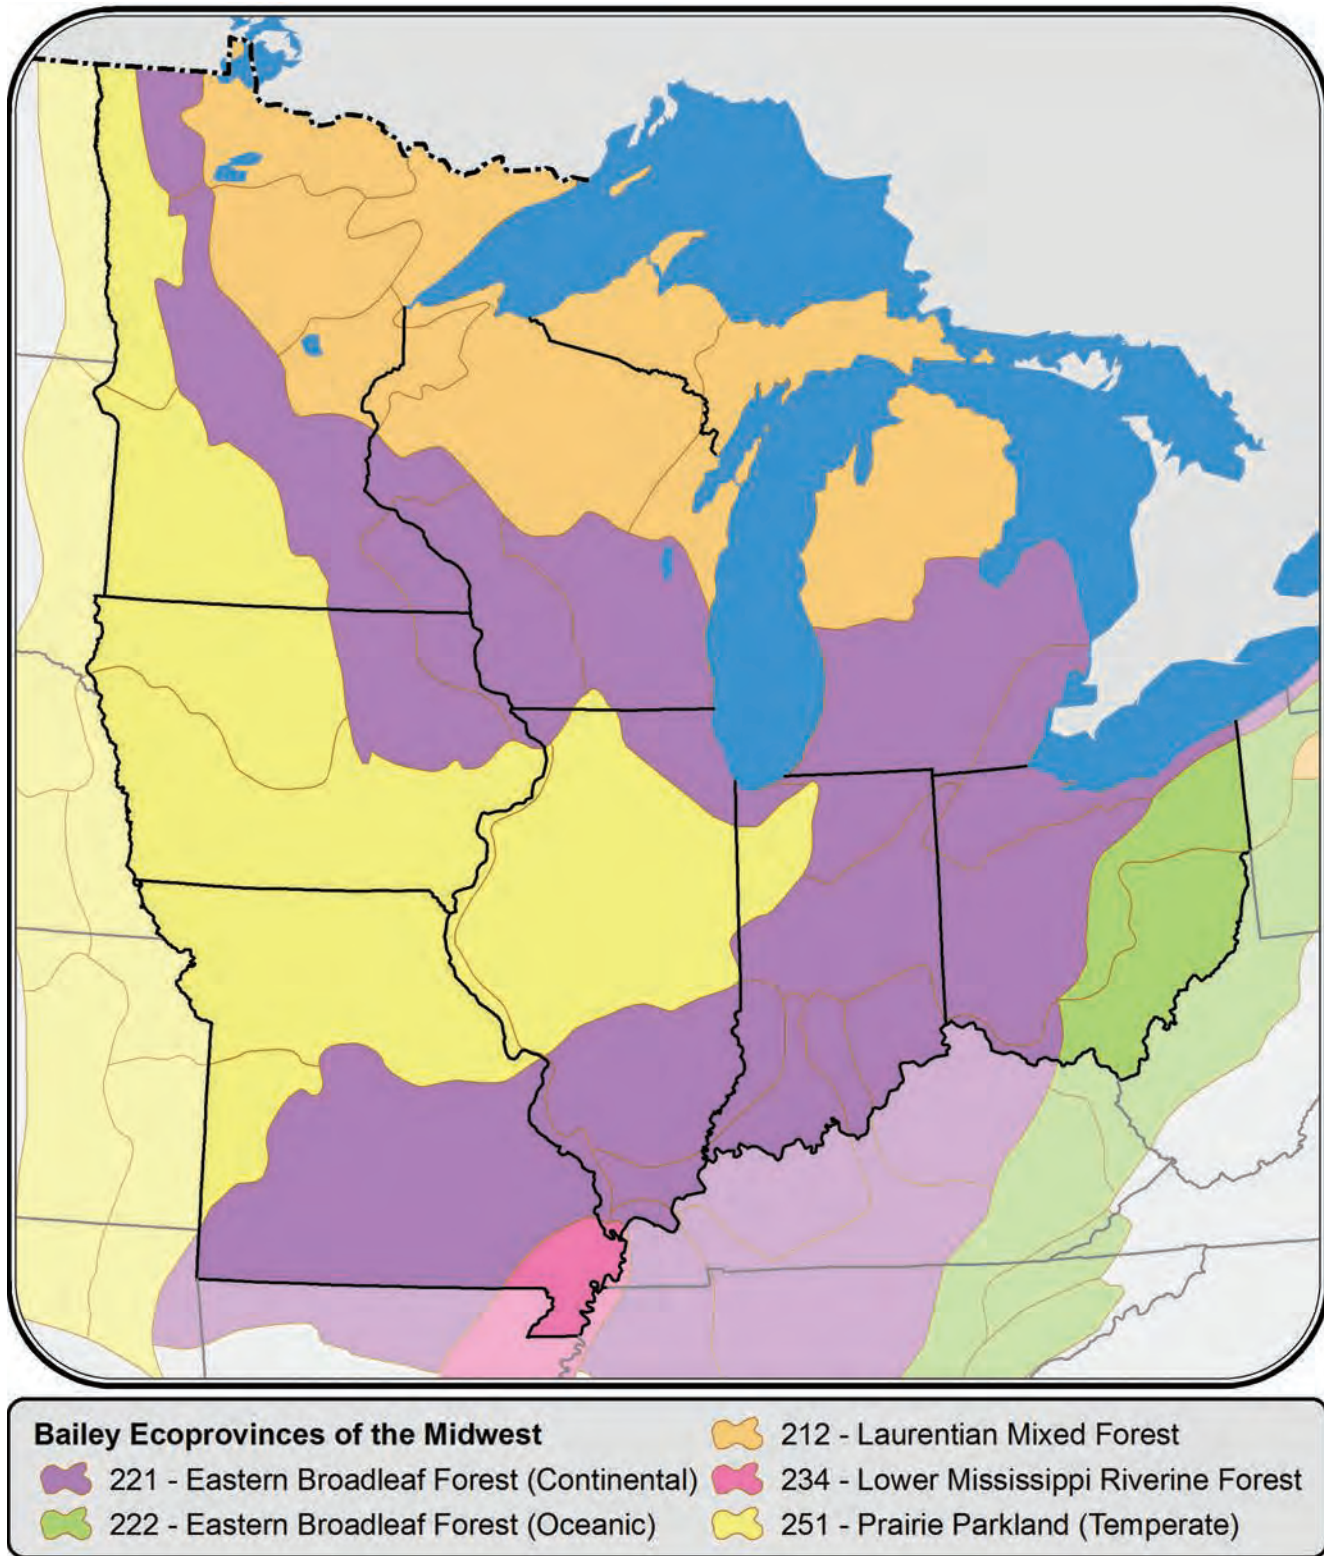 Bailey Ecoprovinces of the Midwest
221 - Eastern Broadleaf Forest (Continental)
222 - Eastern Broadleaf Forest (Oceanic)
212 - Laurentian Mixed Forest
234 - Lower Mississippi Riverine Forest
251 - Prairie Parkland (Temperate)